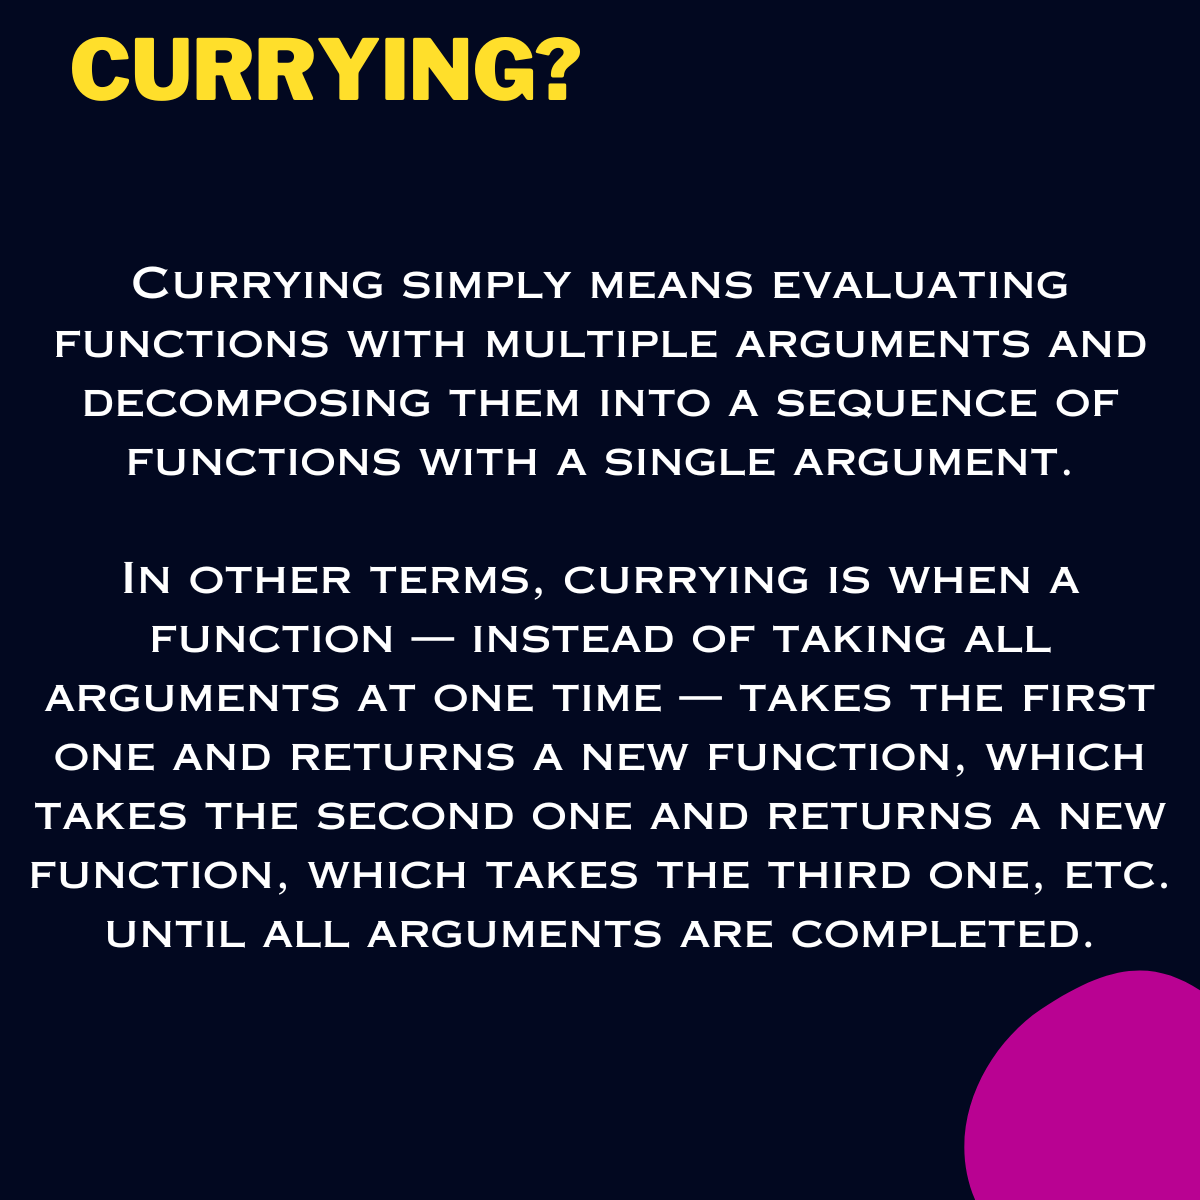 CURRYING?
Currying simply means evaluating
functions with multiple arguments and
decomposing them into a sequence of
functions with a single argument.
In other terms, currying is when a
function — instead of taking all
arguments at one time — takes the first
one and returns a new function, which
takes the second one and returns a new
function, which takes the third one, etc.
until all arguments are completed.